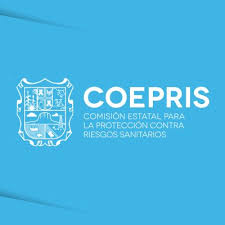 COEPRIS
COMISIÓN ESTATAL PARA
LA PROTECCIÓN CONTRA
RIESGOS SANITARIOS